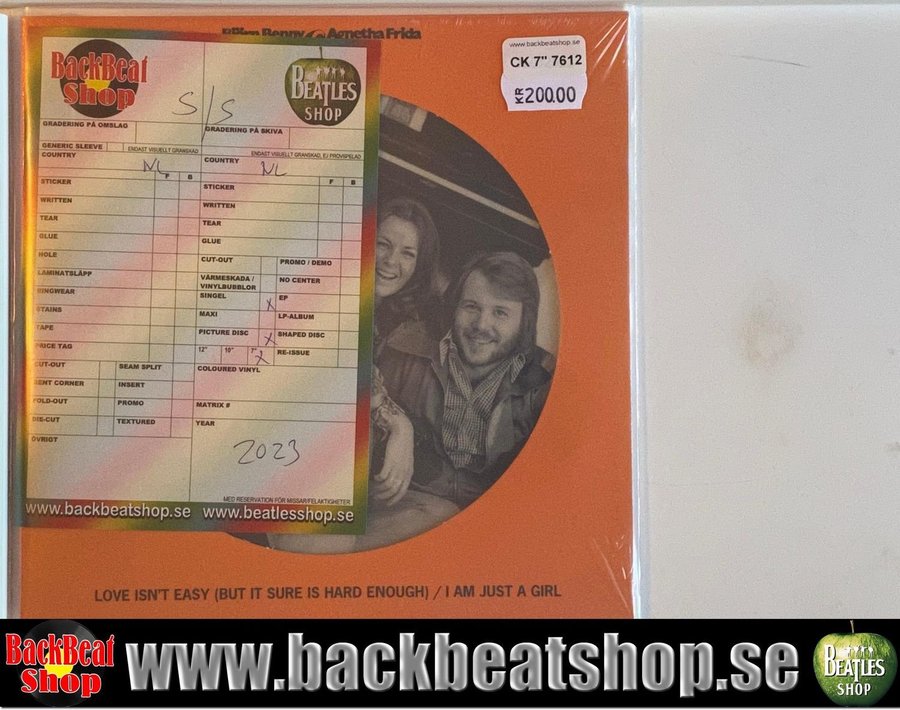 Björn Benny & Agnetha Frida
www.backbeatshop.se
CK 7" 7612
KR 200.00
BackBeat
Shop
BEATLES
SHOP
S/S
GRADERING PÅ OMSLAG
GRADERING PÅ SKIVA
GENERIC SLEEVE
ENDAST VISUELLT GRANSKAD
ENDAST VISUELLT GRANSKAD, EJ PROVSPELAD
COUNTRY NL
F B
STICKER
WRITTEN
TEAR
GLUE
HOLE
LAMINATSLÄPP
RINGWEAR
STAINS
TAPE
PRICE TAG
CUT-OUT SEAM SPLIT
BENT CORNER INSERT
FOLD-OUT PROMO
DIE-CUT TEXTURED
ÖVRIGT
COUNTRY NL
F B
STICKER
WRITTEN
TEAR
GLUE
CUT-OUT PROMO / DEMO
VÄRMESKADA /
VINYLBUBBLOR NO CENTER
SINGEL X EP
MAXI LP-ALBUM
PICTURE DISC X SHAPED DISC
12" 10" 7" X RE-ISSUE
COLOURED VINYL
MATRIX #
YEAR
2023
MED RESERVATION FÖR MISSAR/FELAKTIGHETER
www.backbeatshop.se www.beatlesshop.se
LOVE ISN'T EASY (BUT IT SURE IS HARD ENOUGH) / I AM JUST A GIRL
BackBeat
Shop
www.backbeatshop.se
BEATLES
SHOP